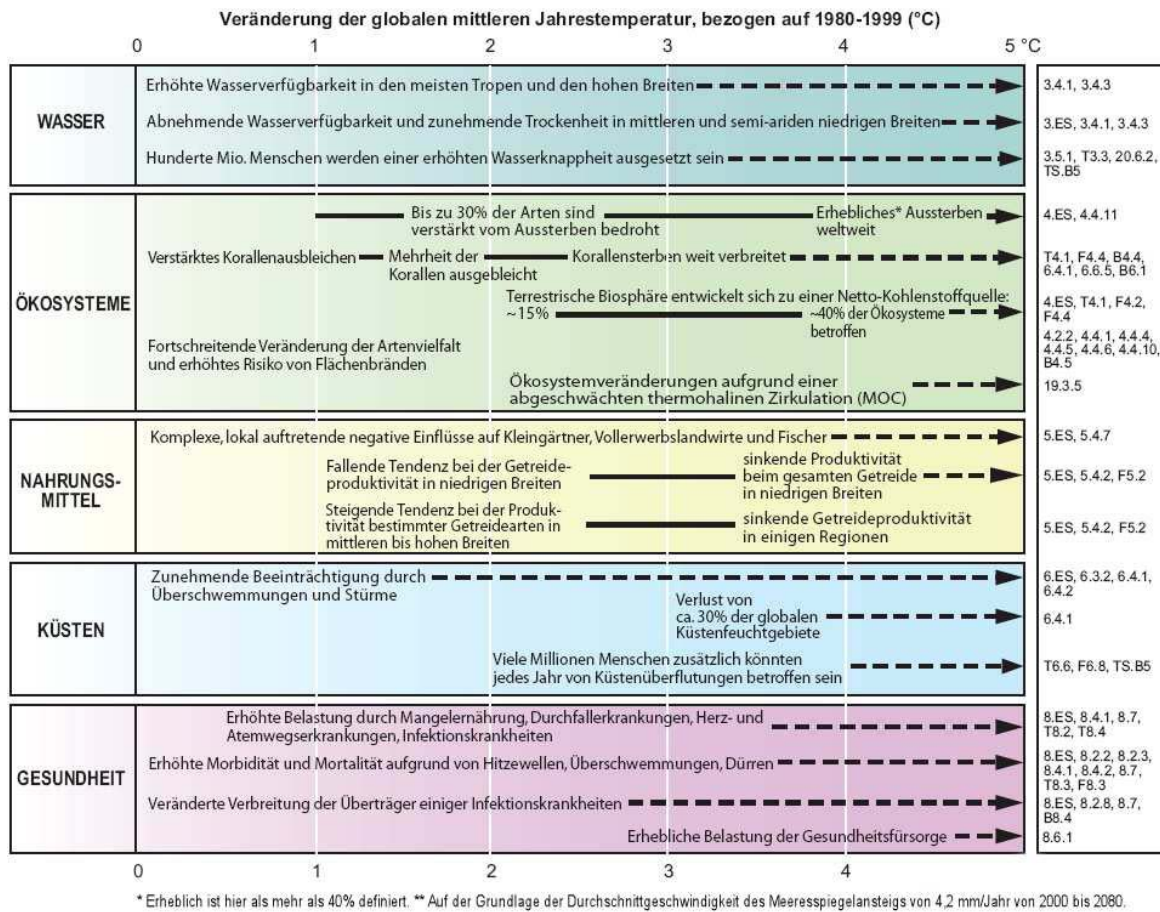 Veränderung der globalen mittleren Jahrestemperatur, bezogen auf 1980-1999 (°C)
0 1 2 3 4 5 °C
WASSER
Erhöhte Wasserverfügbarkeit in den meisten Tropen und den hohen Breiten
3.4.1, 3.4.3
Abnehmende Wasserverfügbarkeit und zunehmende Trockenheit in mittleren und semi-ariden niedrigen Breiten
3.ES, 3.4.1, 3.4.3
Hunderte Mio. Menschen werden einer erhöhten Wasserknappheit ausgesetzt sein
3.5.1, T3.3, 20.6.2,
TS.B5
ÖKOSYSTEME
Bis zu 30% der Arten sind
verstärkt vom Aussterben bedroht
Erhebliches* Aussterben
weltweit
4.ES, 4.4.11
Verstärktes Korallenausbleichen
Mehrheit der
Korallen ausgebleicht
Korallensterben weit verbreitet
T4.1, F4.4, B4.4,
6.4.1, 6.6.5, B6.1
Terrestrische Biosphäre entwickelt sich zu einer Netto-Kohlenstoffquelle:
~15%
~40% der Ökosysteme
betroffen
4.ES, T4.1, F4.2,
F4.4
Fortschreitende Veränderung der Artenvielfalt
und erhöhtes Risiko von Flächenbränden
4.2.2, 4.4.1, 4.4.4,
4.4.5, 4.4.6, 4.4.10,
B4.5
Ökosystemveränderungen aufgrund einer
abgeschwächten thermohalinen Zirkulation (MOC)
19.3.5
NAHRUNGS-
MITTEL
Komplexe, lokal auftretende negative Einflüsse auf Kleingärtner, Vollerwerbslandwirte und Fischer
5.ES, 5.4.7
Fallende Tendenz bei der Getreide-
produktivität in niedrigen Breiten
sinkende Produktivität
beim gesamten Getreide
in niedrigen Breiten
5.ES, 5.4.2, F5.2
Steigende Tendenz bei der Produk-
tivität bestimmter Getreidearten in
mittleren bis hohen Breiten
sinkende Getreideproduktivität
in einigen Regionen
5.ES, 5.4.2, F5.2
KÜSTEN
Zunehmende Beeinträchtigung durch
Überschwemmungen und Stürme
6.ES, 6.3.2, 6.4.1,
6.4.2
Verlust von
ca. 30% der globalen
Küstenfeuchtgebiete
6.4.1
Viele Millionen Menschen zusätzlich könnten
jedes Jahr von Küstenüberflutungen betroffen sein
T6.6, F6.8, TS.B5
GESUNDHEIT
Erhöhte Belastung durch Mangelernährung, Durchfallerkrankungen, Herz- und
Atemwegserkrankungen, Infektionskrankheiten
8.ES, 8.4.1, 8.7,
T8.2, T8.4
Erhöhte Morbidität und Mortalität aufgrund von Hitzewellen, Überschwemmungen, Dürren
8.ES, 8.2.2, 8.2.3,
8.4.1, 8.4.2, 8.7,
T8.3, F8.3
Veränderte Verbreitung der Überträger einiger Infektionskrankheiten
8.ES, 8.2.8, 8.7,
B8.4
Erhebliche Belastung der Gesundheitsfürsorge
8.6.1
0 1 2 3 4
* Erheblich ist hier als mehr als 40% definiert. ** Auf der Grundlage der Durchschnittgeschwindigkeit des Meeresspiegelansteigs von 4,2 mm/Jahr von 2000 bis 2080.